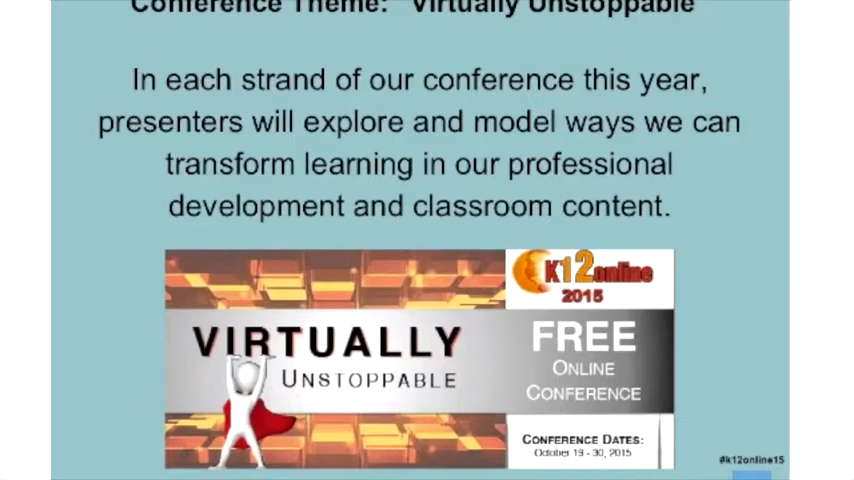 Conference Theme: "Virtually Unstoppable"
In each strand of our conference this year,
presenters will explore and model ways we can
transform learning in our professional
development and classroom content.
K12online
2015
VIRTUALLY
UNSTOPPABLE
FREE
ONLINE
CONFERENCE
CONFERENCE DATES:
October 19 - 30, 2015
#k12online15